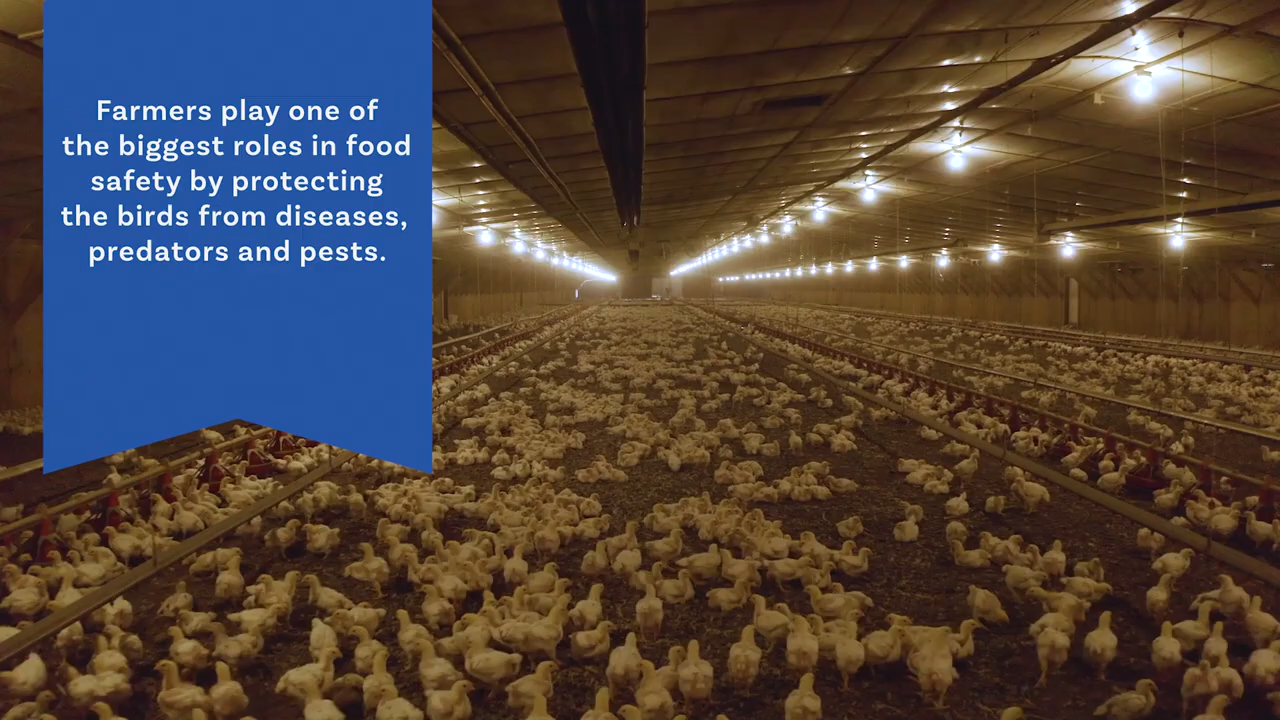 Farmers play one of
the biggest roles in food
safety by protecting
the birds from diseases,
predators and pests.